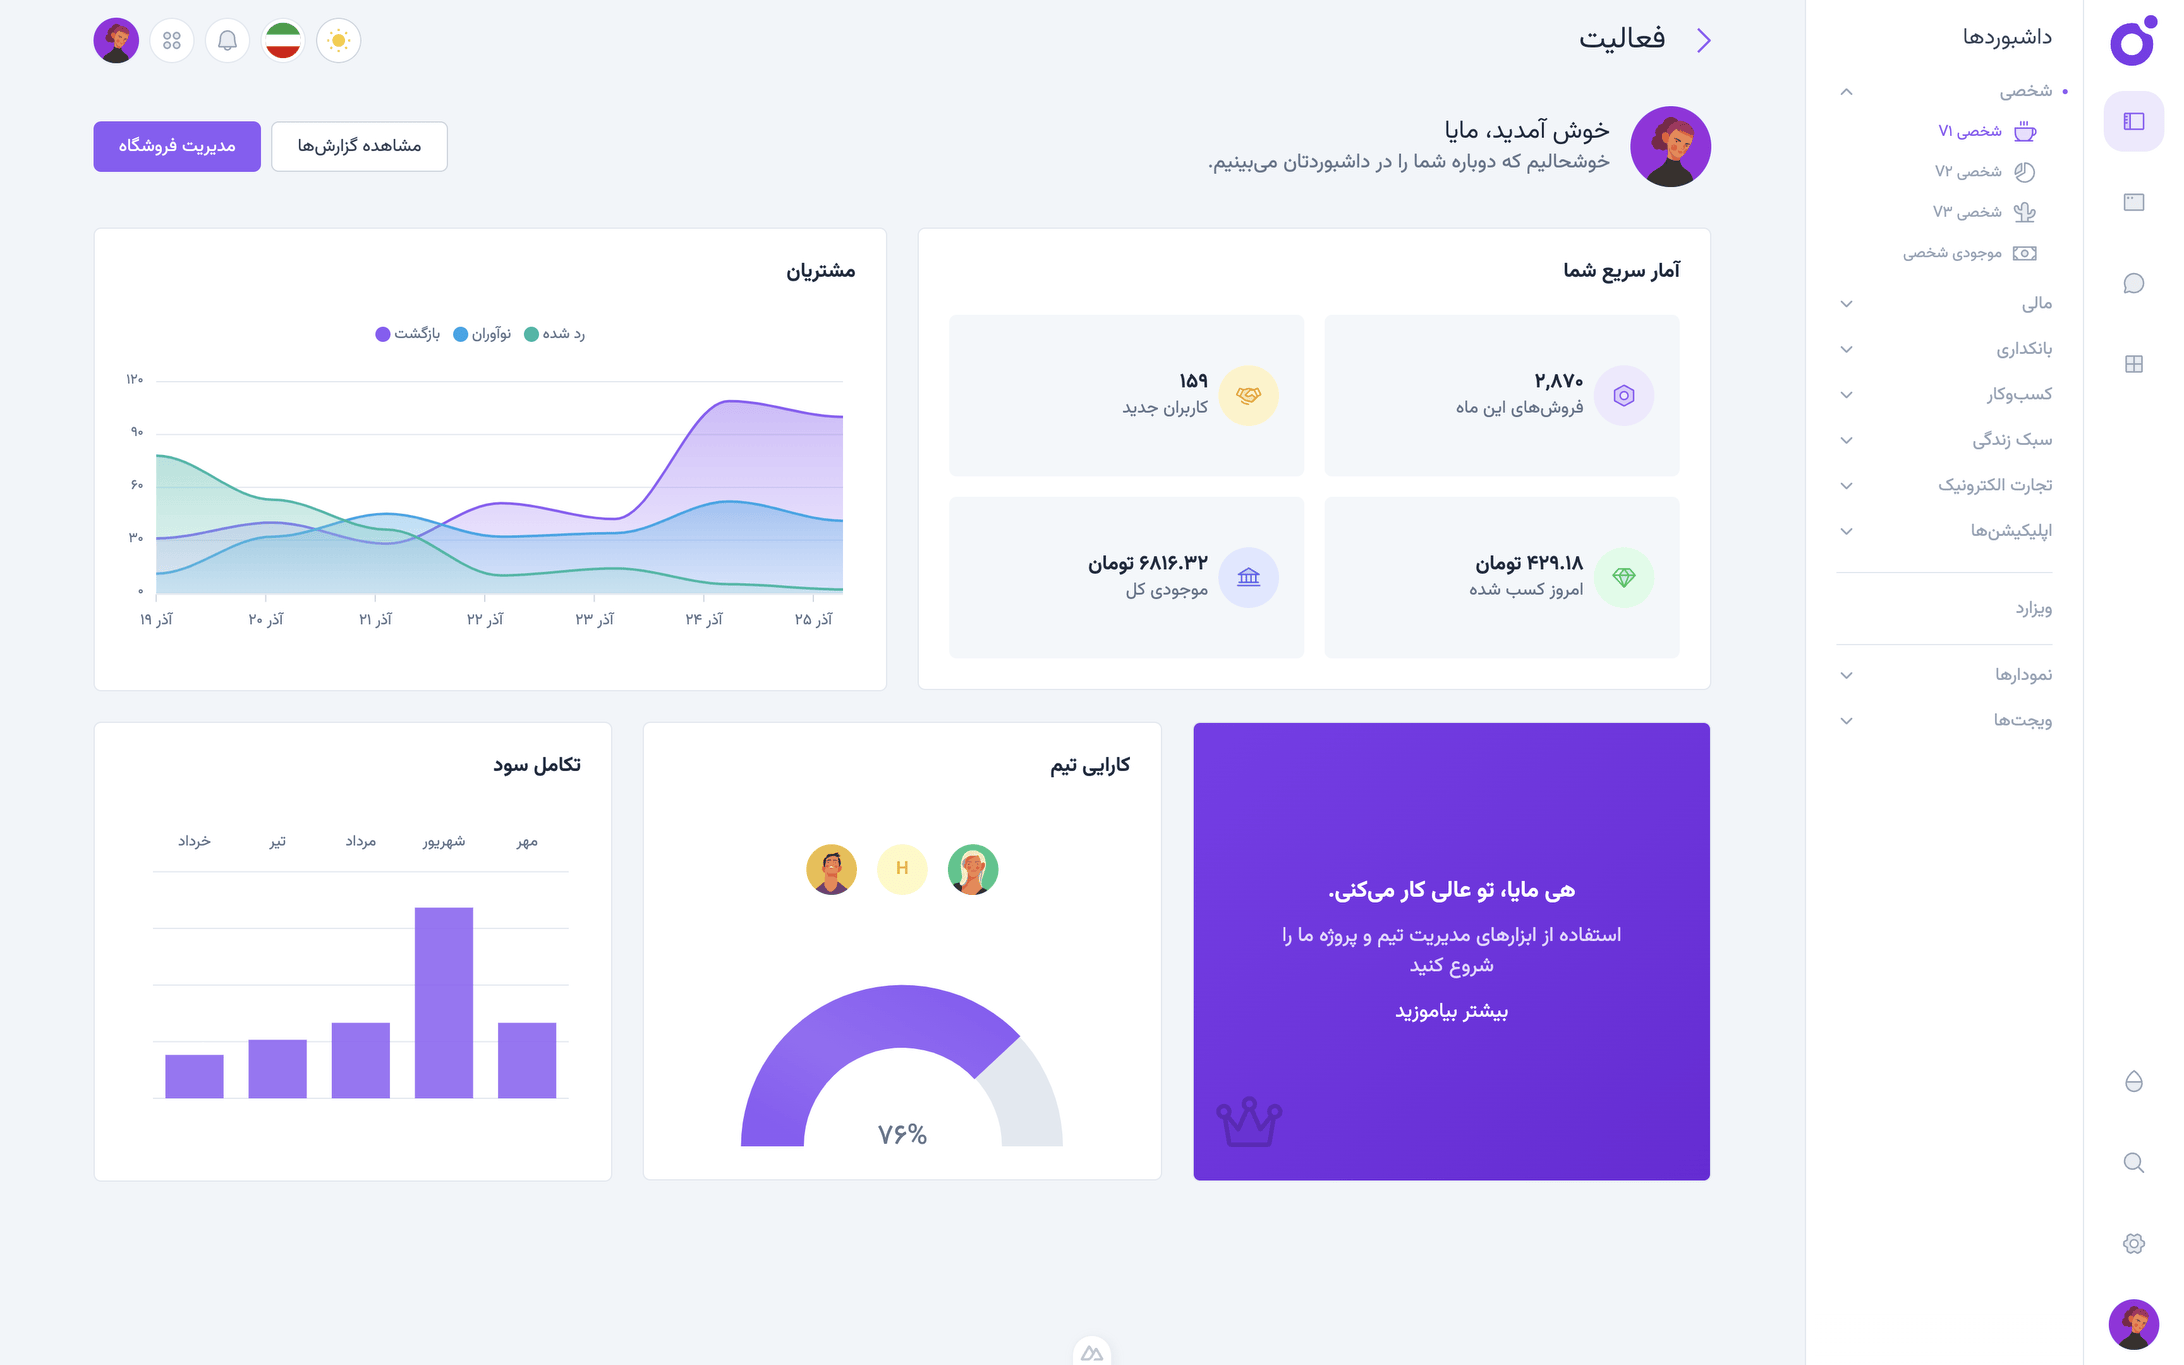 داشبوردها
شخصی
شخصی V۱
شخصی V۲
شخصی V۳
موجودی شخصی
مالی
بانکداری
کسب‌وکار
سبک زندگی
تجارت الکترونیک
اپلیکیشن‌ها
ویزارد
نمودارها
ویجت‌ها
فعالیت
خوش آمدید، مایا
خوشحالیم که دوباره شما را در داشبوردتان می‌بینیم.
مشاهده گزارش‌ها
مدیریت فروشگاه
آمار سریع شما
۲,۸۷۰
فروش‌های این ماه
۱۵۹
کاربران جدید
۴۲۹.۱۸ تومان
امروز کسب شده
۶۸۱۶.۳۲ تومان
موجودی کل
مشتریان
رد شده
نوآوران
بازگشت
۱۲۰
۹۰
۶۰
۳۰
۰
آذر ۱۹
آذر ۲۰
آذر ۲۱
آذر ۲۲
آذر ۲۳
آذر ۲۴
آذر ۲۵
هی مایا، تو عالی کار می‌کنی.
استفاده از ابزارهای مدیریت تیم و پروژه ما را
شروع کنید
بیشتر بیاموزید
کارایی تیم
H
۷۶%
تکامل سود
مهر
شهریور
مرداد
تیر
خرداد